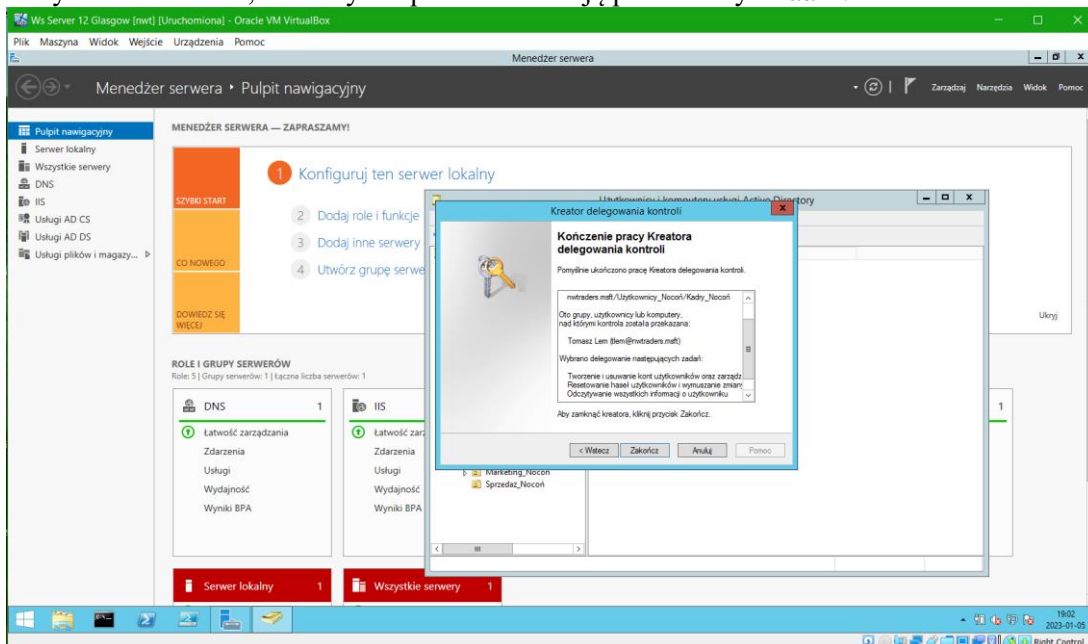 Ws Server 12 Glasgow [nwt] [Uruchomiona] - Oracle VM VirtualBox
Plik Maszyna Widok Wejście Urządzenia Pomoc
Menedżer serwera
Menedżer serwera • Pulpit nawigacyjny
Zarządzaj Narzędzia Widok Pomoc
Pulpit nawigacyjny
Serwer lokalny
Wszystkie serwery
DNS
IIS
Usługi AD CS
Usługi AD DS
Usługi plików i magazy...
MENEDŻER SERWERA — ZAPRASZAMY!
SZYBKI START
CO NOWEGO
DOWIEDZ SIĘ
WIĘCEJ
1 Konfiguruj ten serwer lokalny
2 Dodaj role i funkcje
3 Dodaj inne serwery
4 Utwórz grupę serwe
Ukryj
ROLE I GRUPY SERWERÓW
Role: 5 | Grupy serwerów: 1 | Łączna liczba serwerów: 1
DNS 1
Łatwość zarządzania
Zdarzenia
Usługi
Wydajność
Wyniki BPA
IIS
Łatwość zarz
Zdarzenia
Usługi
Wydajność
Wyniki BPA
1
Serwer lokalny 1
Wszystkie serwery 1
Użytkownicy i komputery usługi Active Directory
Marketing_Nocoń
Sprzedaż_Nocoń
Kreator delegowania kontroli
Kończenie pracy Kreatora
delegowania kontroli
Pomyślnie ukończono pracę Kreatora delegowania kontroli.
nwtraders.msft/Użytkownicy_Nocoń/Kadry_Nocoń
Oto grupy, użytkownicy lub komputery,
nad którymi kontrola została przekazana:
Tomasz Lem (tlem@nwtraders.msft)
Wybrano delegowanie następujących zadań:
Tworzenie i usuwanie kont użytkowników oraz zarządz
Resetowanie haseł użytkowników i wymuszanie zmiany
Odczytywanie wszystkich informacji o użytkowniku
Aby zamknąć kreatora, kliknij przycisk Zakończ.
< Wstecz Zakończ Anuluj Pomoc
19:02
2023-01-05
Right Control